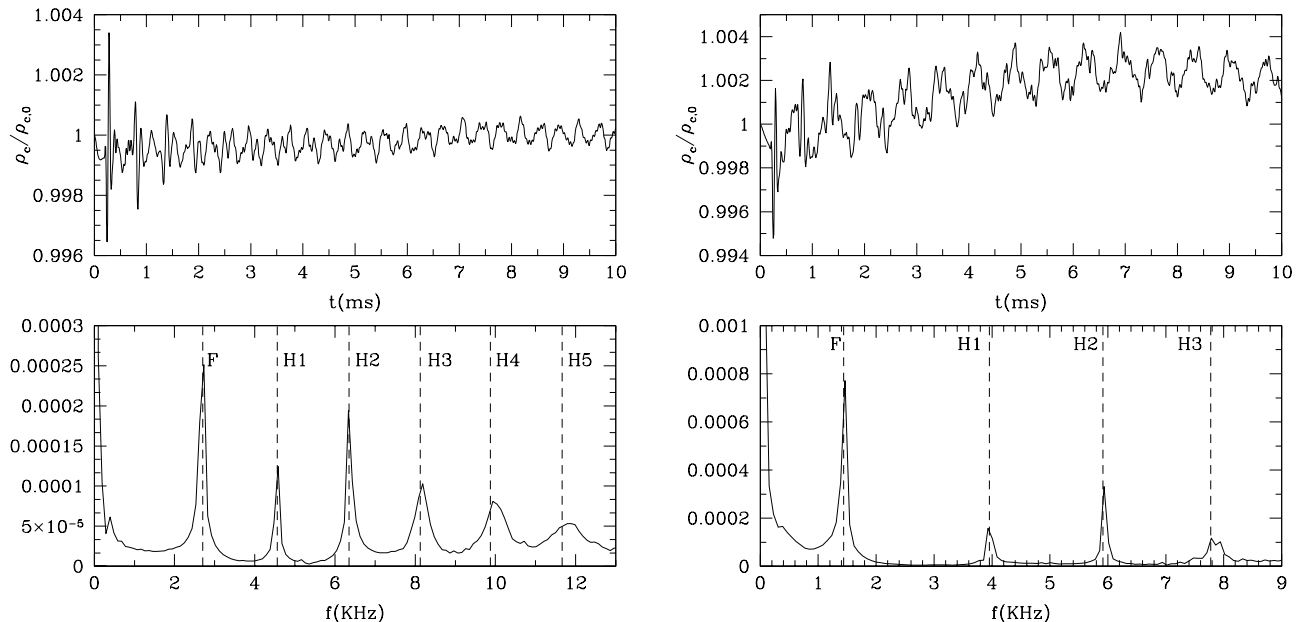 1.004
1.002
1
0.998
0.996
ρc/ρc,0
0 1 2 3 4 5 6 7 8 9 10
t(ms)
1.004
1.002
1
0.998
0.996
0.994
ρc/ρc,0
0 1 2 3 4 5 6 7 8 9 10
t(ms)
0.0003
0.00025
0.0002
0.00015
0.0001
5×10⁻⁵
0
F H1 H2 H3 H4 H5
0 2 4 6 8 10 12
f(KHz)
0.001
0.0008
0.0006
0.0004
0.0002
0
F H1 H2 H3
0 1 2 3 4 5 6 7 8 9
f(KHz)